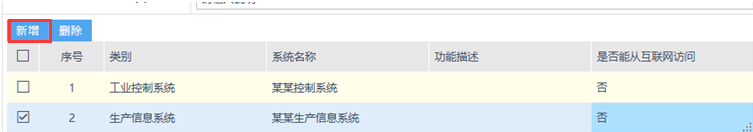 新增 删除
序号 类别 系统名称 功能描述 是否能从互联网访问
1 工业控制系统 某某控制系统 否
2 生产信息系统 某某生产信息系统 否